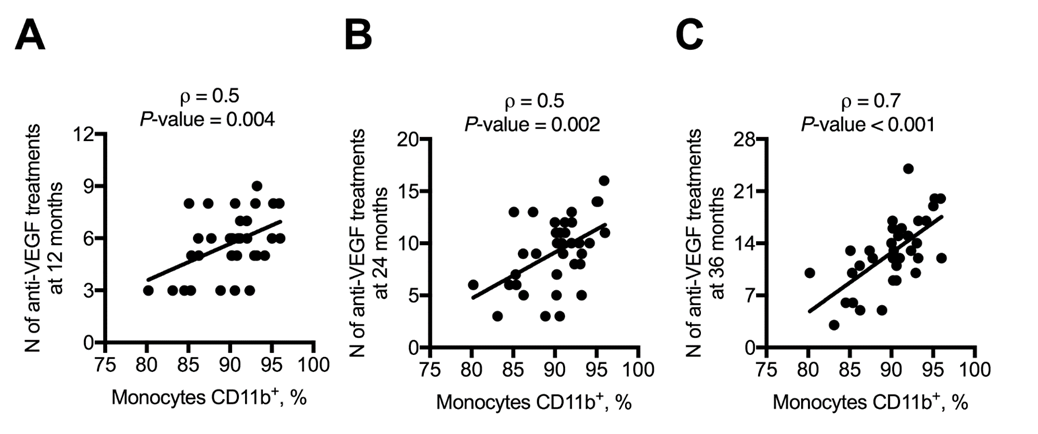 A
ρ = 0.5
P-value = 0.004
N of anti-VEGF treatments
at 12 months
12
9
6
3
0
75 80 85 90 95 100
Monocytes CD11b+, %
B
ρ = 0.5
P-value = 0.002
N of anti-VEGF treatments
at 24 months
20
15
10
5
0
75 80 85 90 95 100
Monocytes CD11b+, %
C
ρ = 0.7
P-value < 0.001
N of anti-VEGF treatments
at 36 months
28
21
14
7
0
75 80 85 90 95 100
Monocytes CD11b+, %